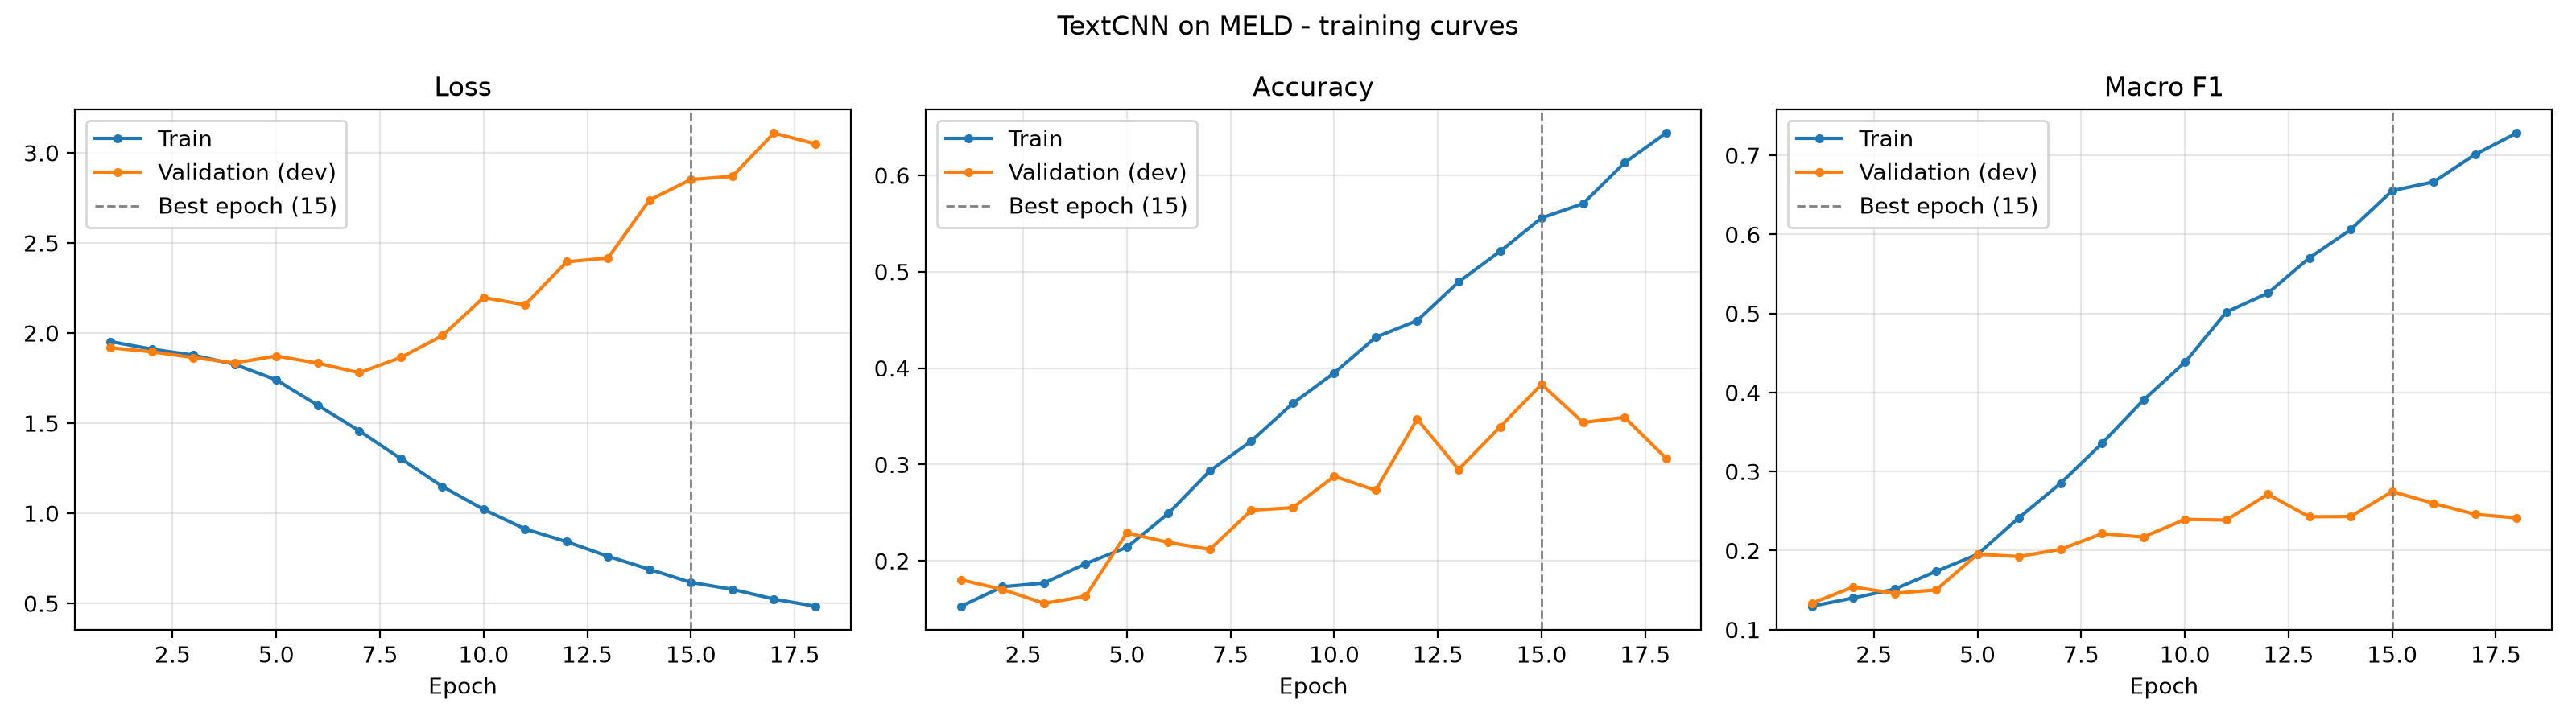 TextCNN on MELD - training curves
Loss
Train
Validation (dev)
Best epoch (15)
3.0
2.5
2.0
1.5
1.0
0.5
2.5 5.0 7.5 10.0 12.5 15.0 17.5
Epoch
Accuracy
Train
Validation (dev)
Best epoch (15)
0.6
0.5
0.4
0.3
0.2
2.5 5.0 7.5 10.0 12.5 15.0 17.5
Epoch
Macro F1
Train
Validation (dev)
Best epoch (15)
0.7
0.6
0.5
0.4
0.3
0.2
0.1
2.5 5.0 7.5 10.0 12.5 15.0 17.5
Epoch